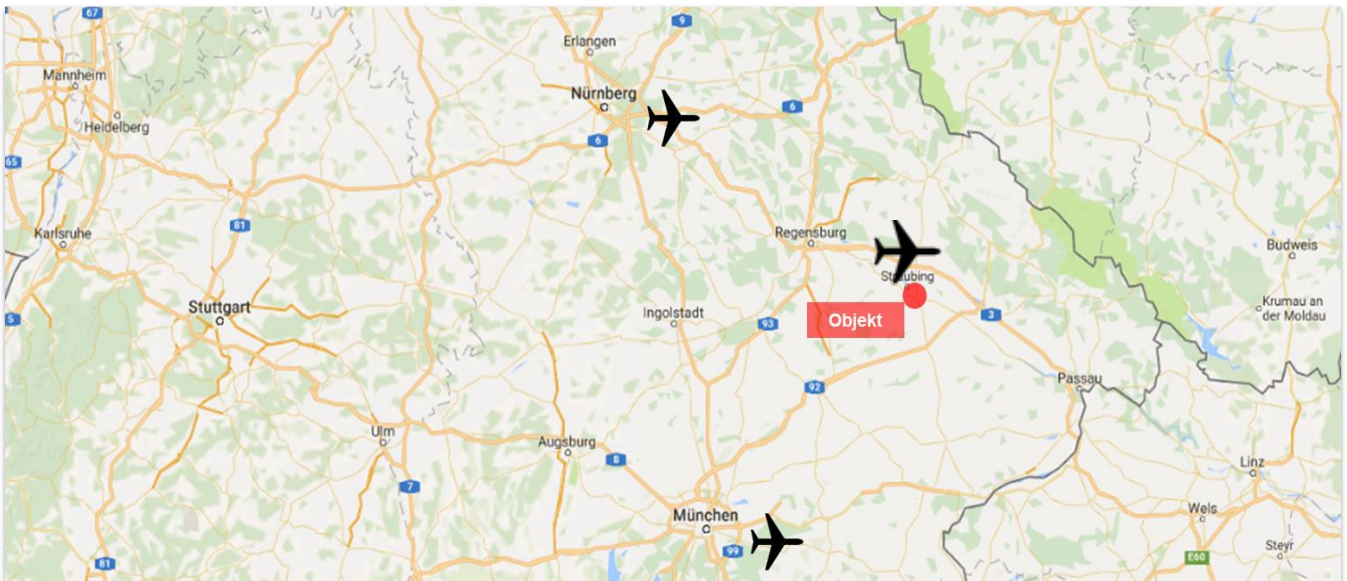 67
9
Erlangen
Mannheim
Nürnberg
6
Heidelberg
6
65
81
Karlsruhe
Regensburg
Budweis
Straubing
Stuttgart
Krumau an
der Moldau
5
Ingolstadt
93
Objekt
3
Passau
92
Ulm
Augsburg
8
Linz
7
München
Wels
99
Steyr
E60
81